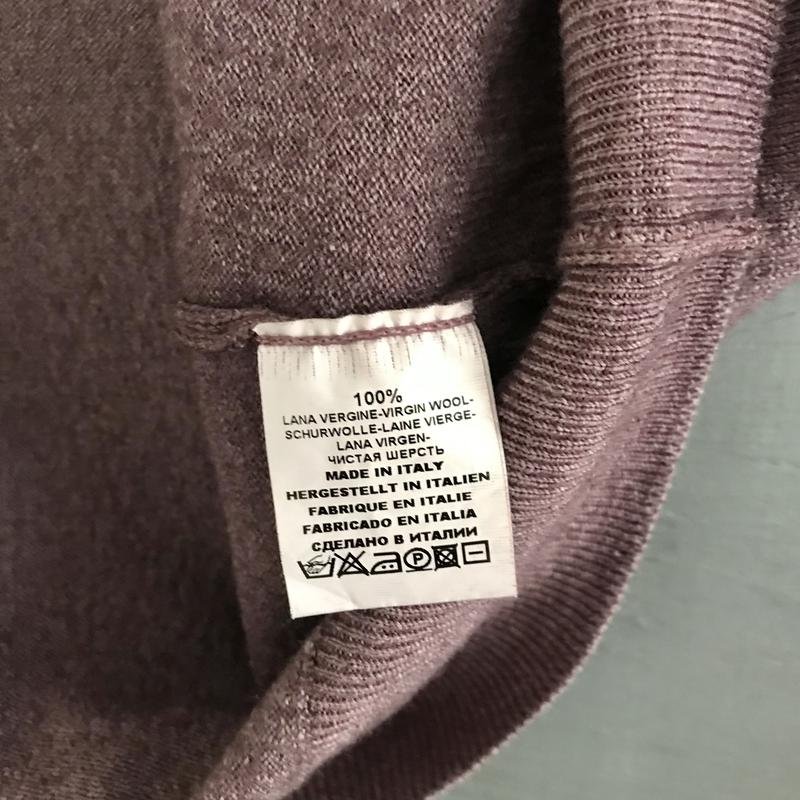 100%
LANA VERGINE-VIRGIN WOOL-
SCHURWOLLE-LAINE VIERGE-
LANA VIRGEN-
ЧИСТАЯ ШЕРСТЬ
MADE IN ITALY
HERGESTELLT IN ITALIEN
FABRIQUE EN ITALIE
FABRICADO EN ITALIA
СДЕЛАНО В ИТАЛИИ
P